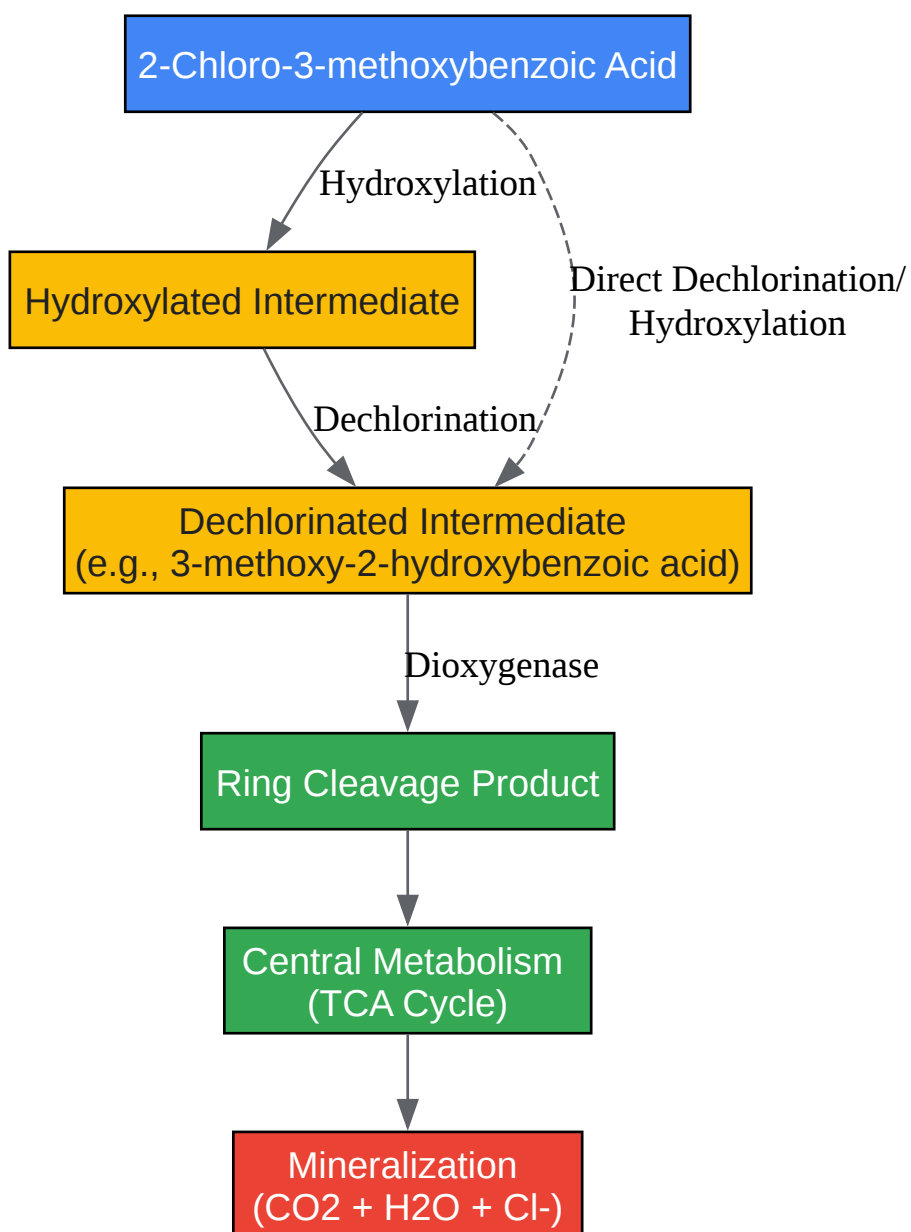 2-Chloro-3-methoxybenzoic Acid
Hydroxylation
Direct Dechlorination/
Hydroxylation
Hydroxylated Intermediate
Dechlorination
Dechlorinated Intermediate
(e.g., 3-methoxy-2-hydroxybenzoic acid)
Dioxygenase
Ring Cleavage Product
Central Metabolism
(TCA Cycle)
Mineralization
(CO2 + H2O + Cl-)